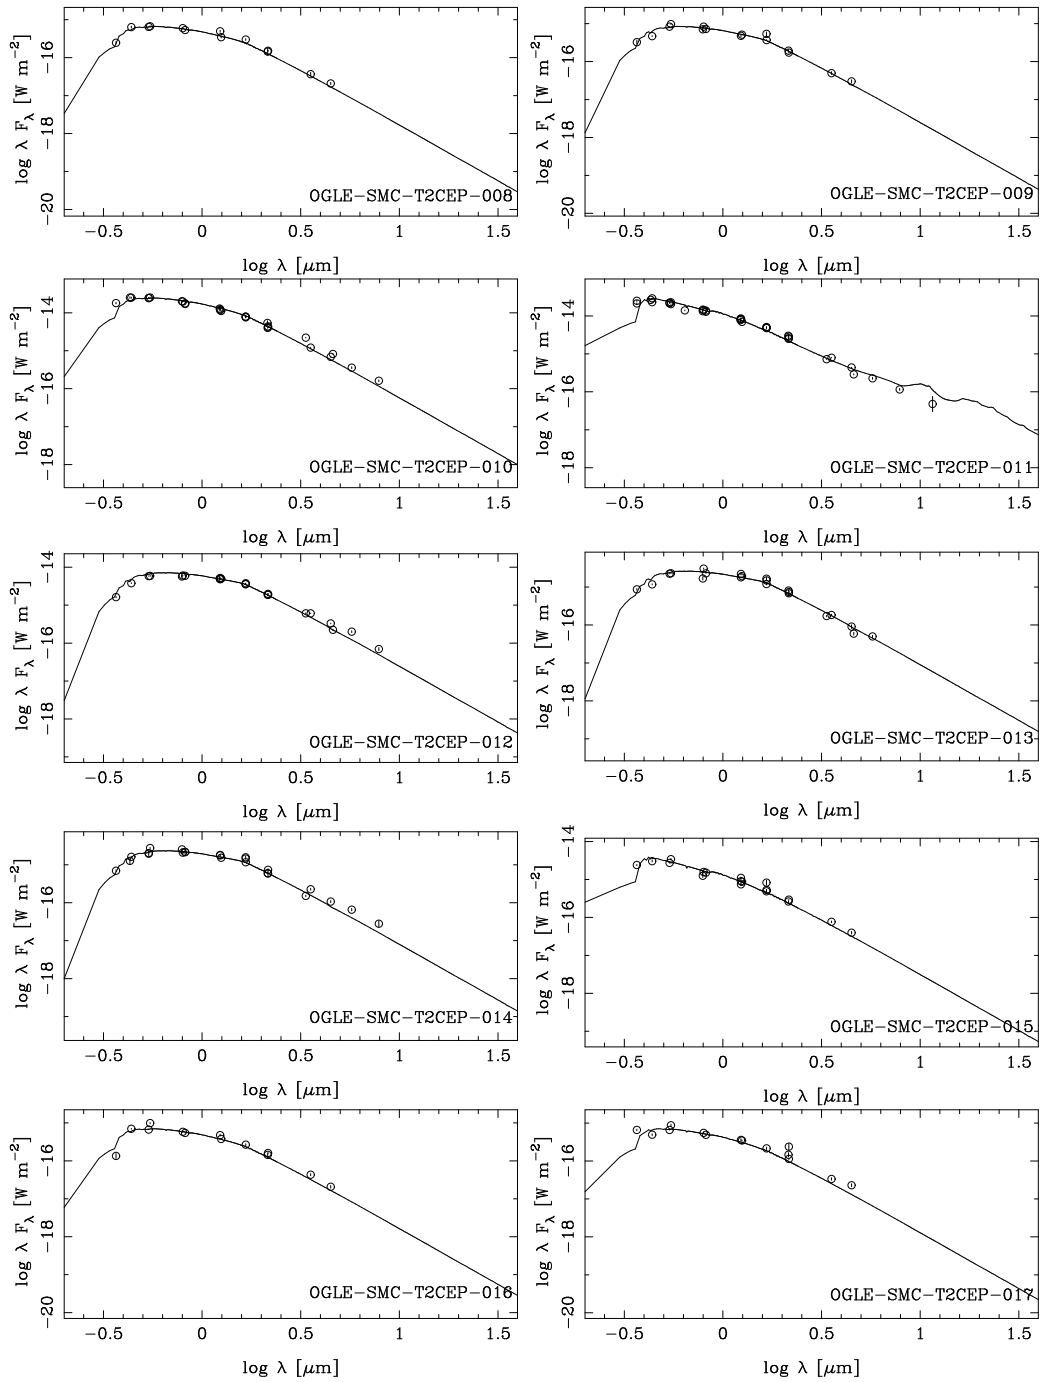 log λ F_λ [W m⁻²]
−16
−18
−20
OGLE−SMC−T2CEP−008
−0.5 0 0.5 1 1.5
log λ [μm]
log λ F_λ [W m⁻²]
−16
−18
−20
OGLE−SMC−T2CEP−009
−0.5 0 0.5 1 1.5
log λ [μm]
log λ F_λ [W m⁻²]
−14
−16
−18
OGLE−SMC−T2CEP−010
−0.5 0 0.5 1 1.5
log λ [μm]
log λ F_λ [W m⁻²]
−14
−16
−18
OGLE−SMC−T2CEP−011
−0.5 0 0.5 1 1.5
log λ [μm]
log λ F_λ [W m⁻²]
−14
−16
−18
OGLE−SMC−T2CEP−012
−0.5 0 0.5 1 1.5
log λ [μm]
log λ F_λ [W m⁻²]
−14
−16
−18
OGLE−SMC−T2CEP−013
−0.5 0 0.5 1 1.5
log λ [μm]
log λ F_λ [W m⁻²]
−16
−18
OGLE−SMC−T2CEP−014
−0.5 0 0.5 1 1.5
log λ [μm]
log λ F_λ [W m⁻²]
−14
−16
−18
OGLE−SMC−T2CEP−015
−0.5 0 0.5 1 1.5
log λ [μm]
log λ F_λ [W m⁻²]
−16
−18
−20
OGLE−SMC−T2CEP−016
−0.5 0 0.5 1 1.5
log λ [μm]
log λ F_λ [W m⁻²]
−16
−18
−20
OGLE−SMC−T2CEP−017
−0.5 0 0.5 1 1.5
log λ [μm]